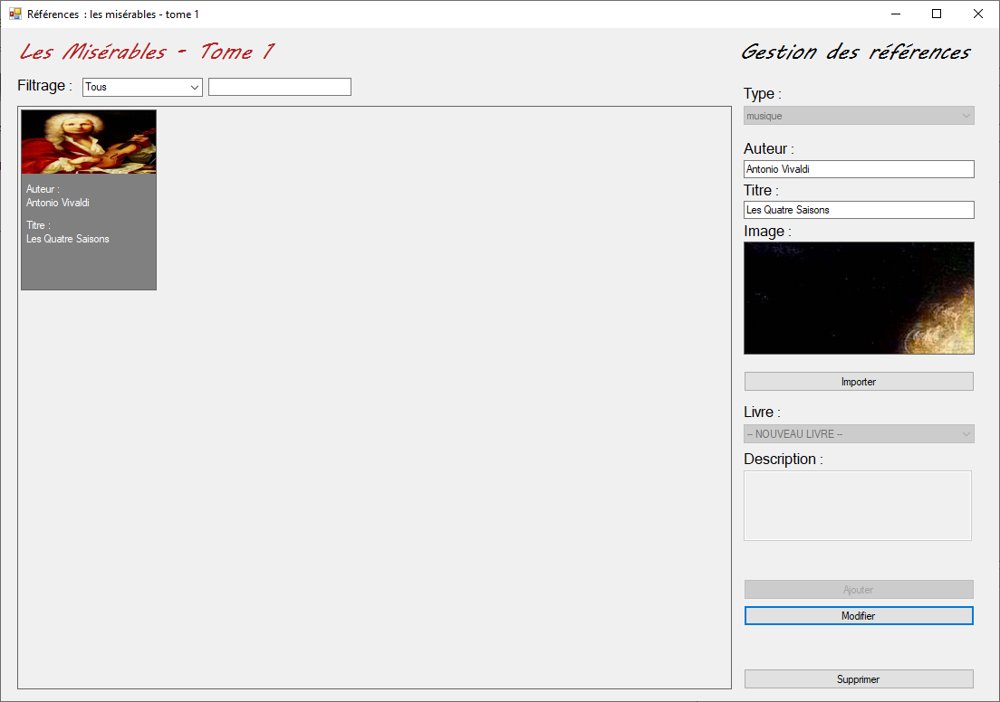 Références : les misérables - tome 1
Les Misérables - Tome 1
Gestion des références
Filtrage :
Tous
Auteur :
Antonio Vivaldi
Titre :
Les Quatre Saisons
Type :
musique
Auteur :
Antonio Vivaldi
Titre :
Les Quatre Saisons
Image :
Importer
Livre :
-- NOUVEAU LIVRE --
Description :
Ajouter
Modifier
Supprimer